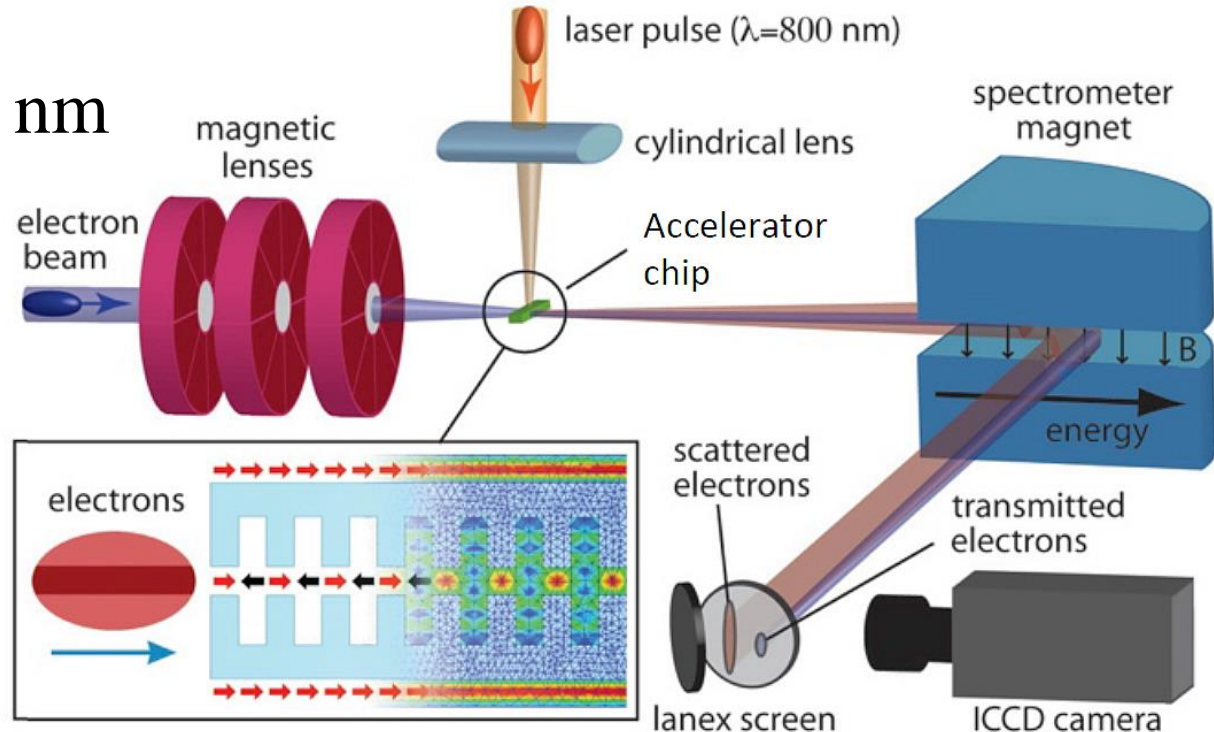 laser pulse (λ=800 nm)
nm
magnetic
lenses
cylindrical lens
spectrometer
magnet
electron
beam
Accelerator
chip
B
energy
electrons
scattered
electrons
transmitted
electrons
lanex screen
ICCD camera